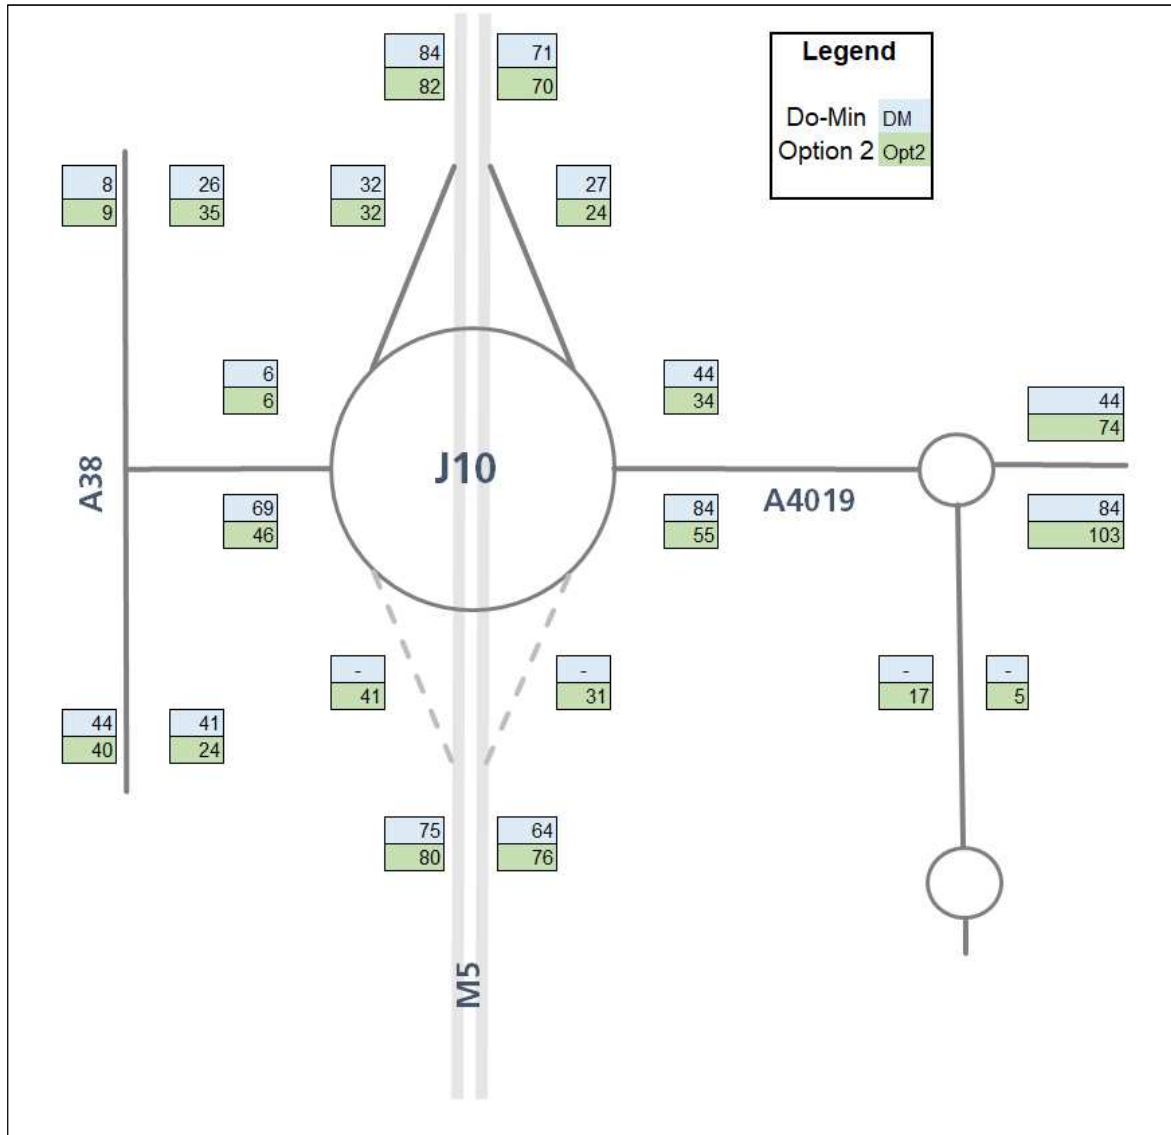 84 71
82 70
Legend
Do-Min DM
Option 2 Opt2
8 26 32 27
9 35 32 24
6 44
6 34
44
74
J10
A38
A4019
69 84 84
46 55 103
- - - -
41 31 17 5
44 41
40 24
75 64
80 76
M5